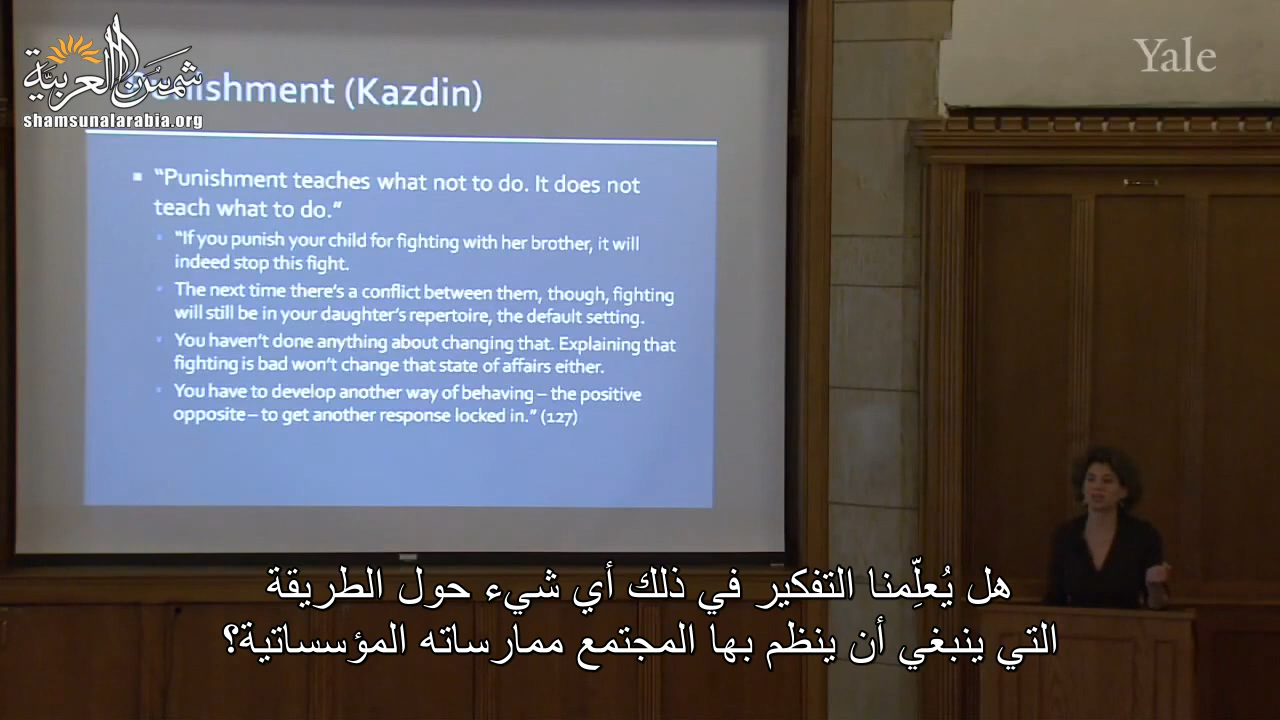 شمس العربية
shamsunalarabia.org
Yale
Punishment (Kazdin)
“Punishment teaches what not to do. It does not
teach what to do.”
“If you punish your child for fighting with her brother, it will
indeed stop this fight.
The next time there’s a conflict between them, though, fighting
will still be in your daughter’s repertoire, the default setting.
You haven’t done anything about changing that. Explaining that
fighting is bad won’t change that state of affairs either.
You have to develop another way of behaving – the positive
opposite – to get another response locked in.” (127)
هل يُعلِّمنا التفكير في ذلك أي شيء حول الطريقة
التي ينبغي أن ينظم بها المجتمع ممارساته المؤسساتية؟